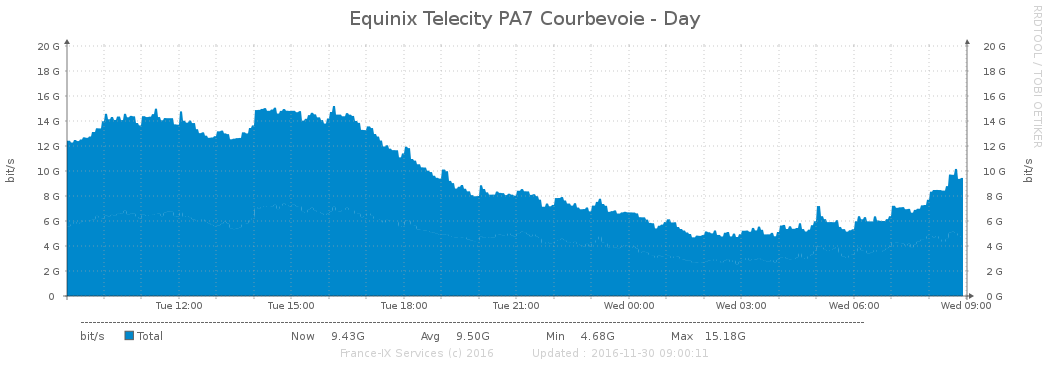 Equinix Telecity PA7 Courbevoie - Day
RRDTOOL / TOBI OETIKER
bit/s
20 G
18 G
16 G
14 G
12 G
10 G
8 G
6 G
4 G
2 G
0
20 G
18 G
16 G
14 G
12 G
10 G
8 G
6 G
4 G
2 G
0 G
bit/s
Tue 12:00 Tue 15:00 Tue 18:00 Tue 21:00 Wed 00:00 Wed 03:00 Wed 06:00 Wed 09:00
bit/s Total Now 9.43G Avg 9.50G Min 4.68G Max 15.18G
France-IX Services (c) 2016 Updated : 2016-11-30 09:00:11